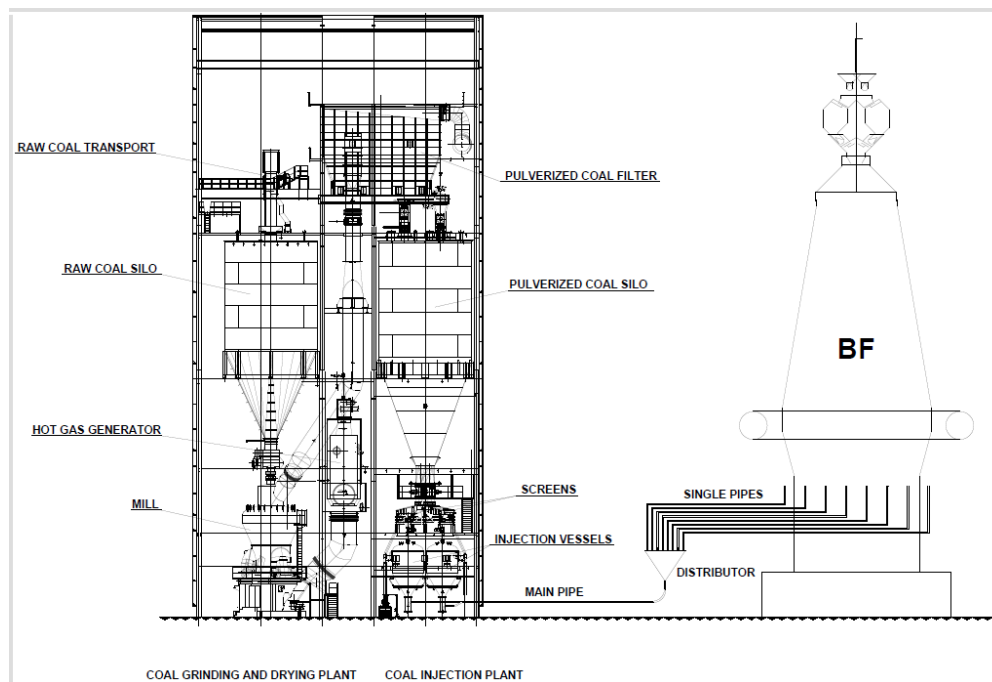 RAW COAL TRANSPORT
PULVERIZED COAL FILTER
RAW COAL SILO
PULVERIZED COAL SILO
BF
HOT GAS GENERATOR
SCREENS
SINGLE PIPES
MILL
INJECTION VESSELS
DISTRIBUTOR
MAIN PIPE
COAL GRINDING AND DRYING PLANT
COAL INJECTION PLANT